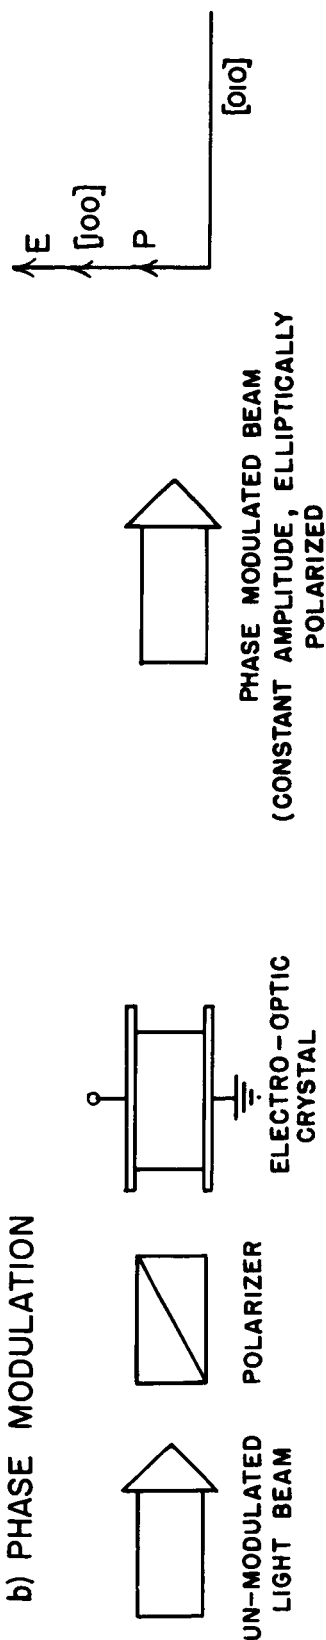 b) PHASE MODULATION
UN-MODULATED
LIGHT BEAM
POLARIZER
ELECTRO-OPTIC
CRYSTAL
PHASE MODULATED BEAM
(CONSTANT AMPLITUDE, ELLIPTICALLY
POLARIZED
E
[100]
P
[010]